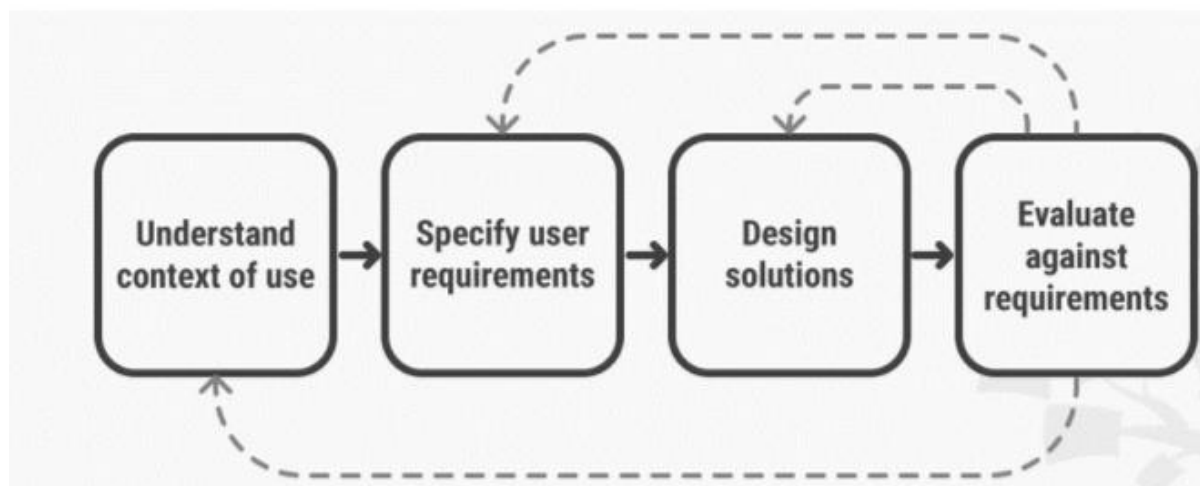 Understand
context of use
Specify user
requirements
Design
solutions
Evaluate
against
requirements